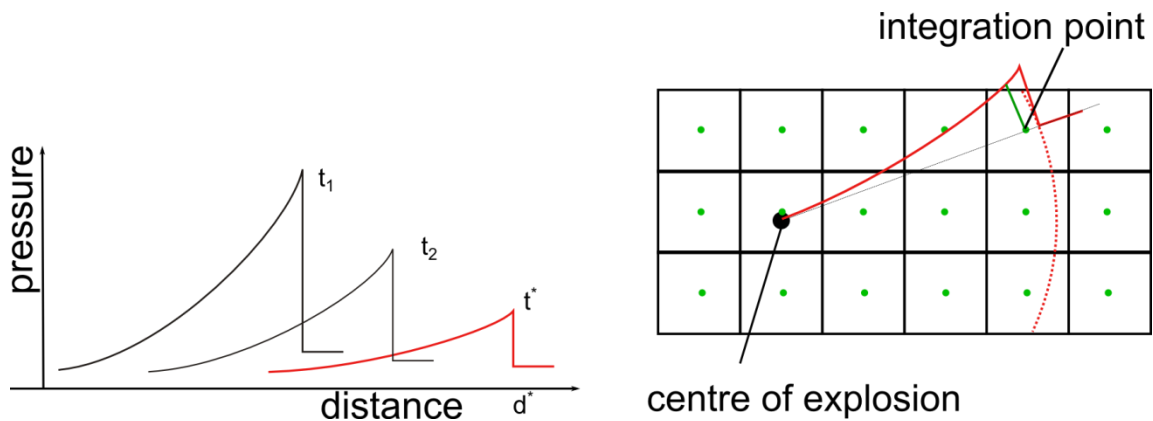 pressure
t1
t2
t*
distance
d*
integration point
centre of explosion